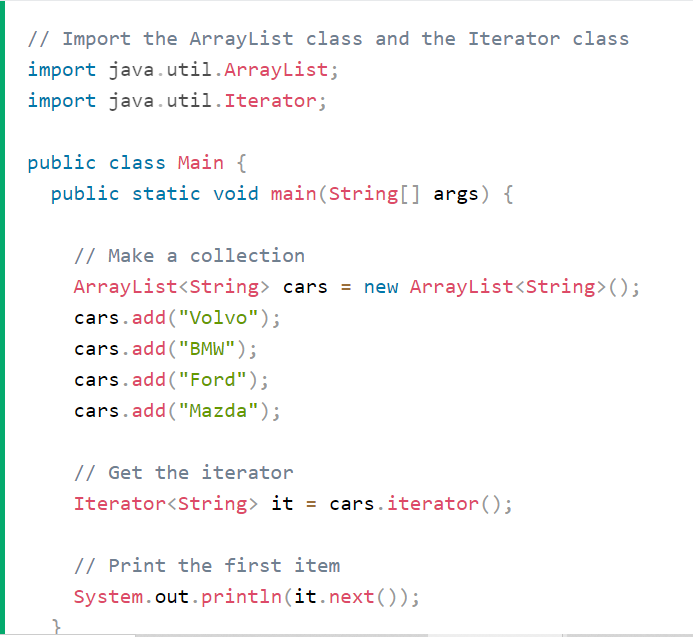 // Import the ArrayList class and the Iterator class
import java.util.ArrayList;
import java.util.Iterator;

public class Main {
  public static void main(String[] args) {

    // Make a collection
    ArrayList<String> cars = new ArrayList<String>();
    cars.add("Volvo");
    cars.add("BMW");
    cars.add("Ford");
    cars.add("Mazda");

    // Get the iterator
    Iterator<String> it = cars.iterator();

    // Print the first item
    System.out.println(it.next());
  }